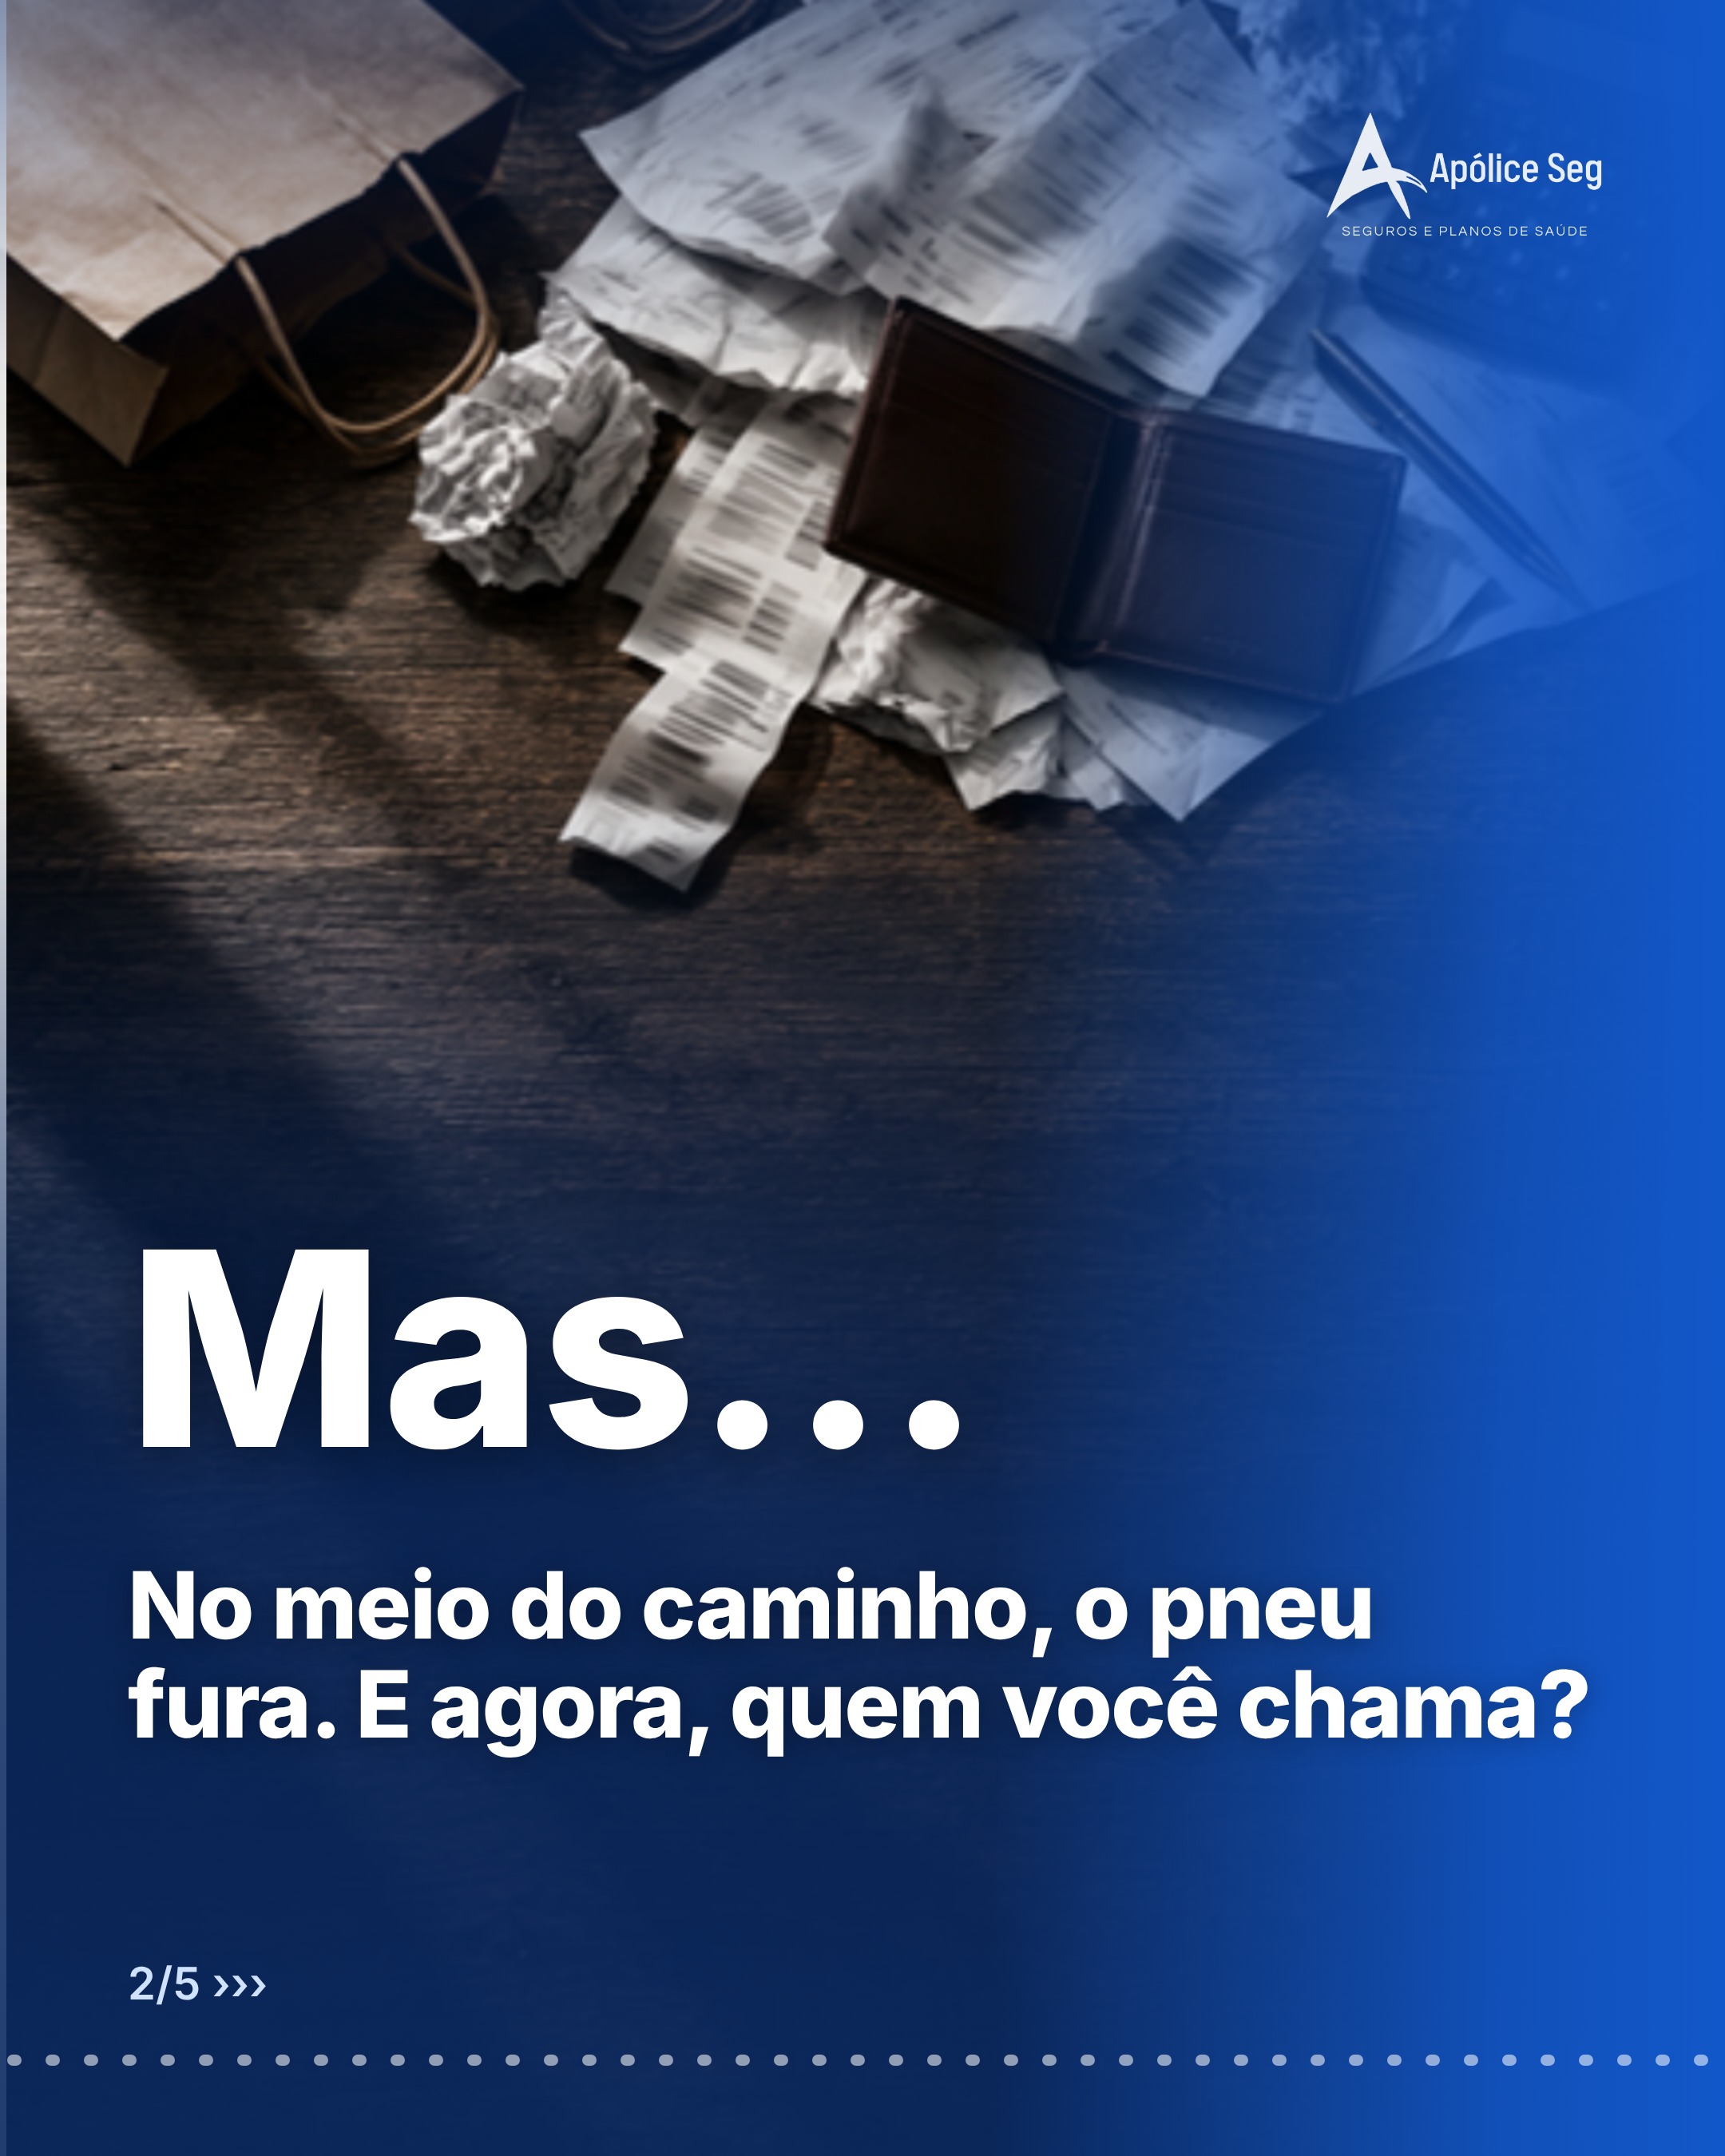 Apólice Seg
SEGUROS E PLANOS DE SAÚDE
Mas...
No meio do caminho, o pneu
fura. E agora, quem você chama?
2/5 ›››